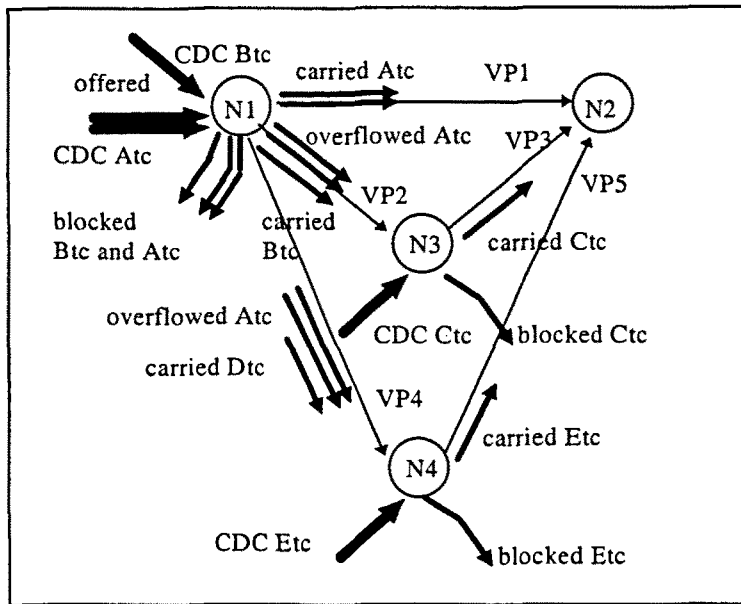 CDC Btc
offered
carried Atc
VP1
N1
N2
CDC Atc
overflowed Atc
VP3
VP5
VP2
blocked
Btc and Atc
carried
Btc
N3
carried Ctc
overflowed Atc
CDC Ctc
blocked Ctc
carried Dtc
VP4
carried Etc
N4
CDC Etc
blocked Etc